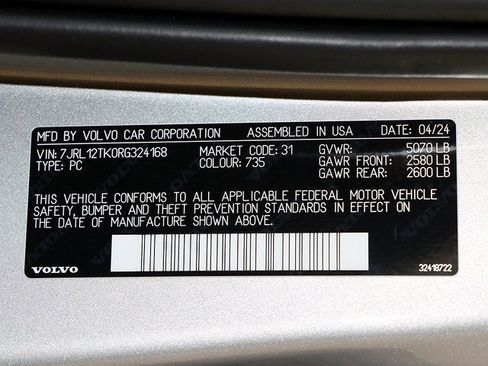 MFD BY VOLVO CAR CORPORATION ASSEMBLED IN USA DATE: 04/24
VIN: 7JRL12TK0RG324168 MARKET CODE: 31 GVWR: 5070 LB
TYPE: PC COLOUR: 735 GAWR FRONT: 2580 LB
GAWR REAR: 2600 LB
THIS VEHICLE CONFORMS TO ALL APPLICABLE FEDERAL MOTOR VEHICLE
SAFETY, BUMPER AND THEFT PREVENTION STANDARDS IN EFFECT ON
THE DATE OF MANUFACTURE SHOWN ABOVE.
VOLVO 32418722